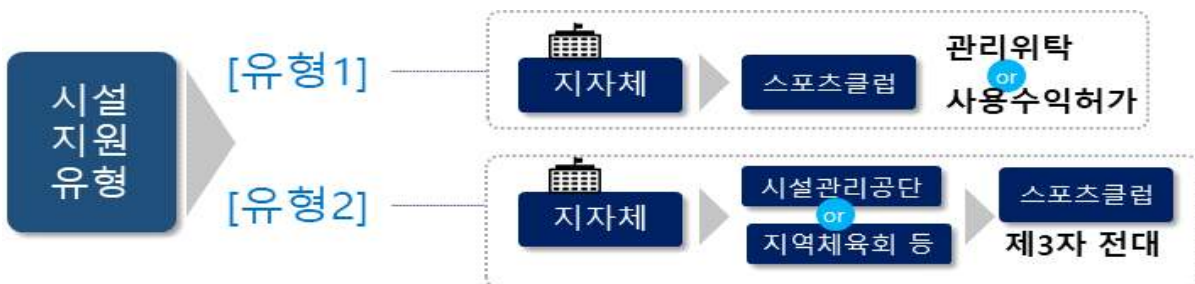 시설
지원
유형
[유형1]
지자체
스포츠클럽
관리위탁
or
사용수익허가
[유형2]
지자체
시설관리공단
or
지역체육회 등
스포츠클럽
제3자 전대